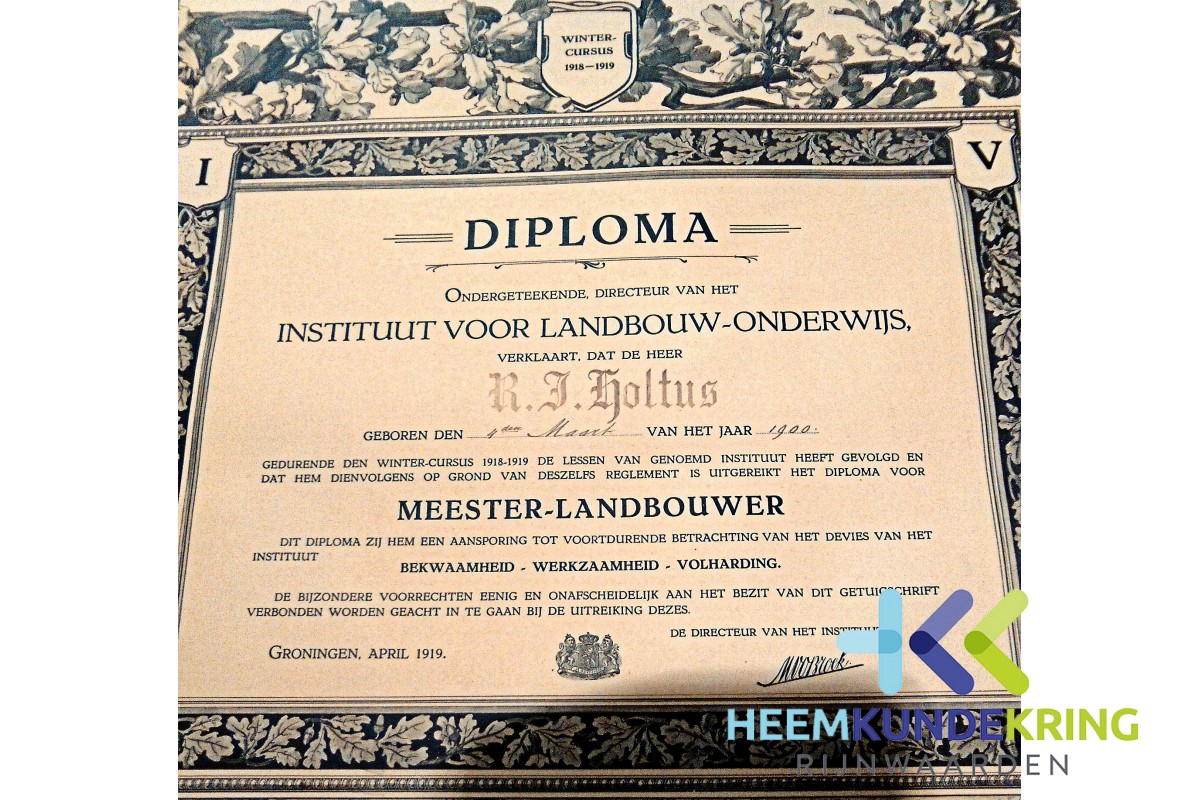 WINTER-
CURSUS
1918—1919
I
V
DIPLOMA
ONDERGETEEKENDE, DIRECTEUR VAN HET
INSTITUUT VOOR LANDBOUW-ONDERWIJS,
VERKLAART, DAT DE HEER
R. J. Holtus
GEBOREN DEN 4den Maart VAN HET JAAR 1900.
GEDURENDE DEN WINTER-CURSUS 1918-1919 DE LESSEN VAN GENOEMD INSTITUUT HEEFT GEVOLGD EN
DAT HEM DIENVOLGENS OP GROND VAN DESZELFS REGLEMENT IS UITGEREIKT HET DIPLOMA VOOR
MEESTER-LANDBOUWER
DIT DIPLOMA ZIJ HEM EEN AANSPORING TOT VOORTDURENDE BETRACHTING VAN HET DEVIES VAN HET
INSTITUUT
BEKWAAMHEID - WERKZAAMHEID - VOLHARDING.
DE BIJZONDERE VOORRECHTEN EENIG EN ONAFSCHEIDELIJK AAN HET BEZIT VAN DIT GETUIGSCHRIFT
VERBONDEN WORDEN GEACHT IN TE GAAN BIJ DE UITREIKING DEZES.
DE DIRECTEUR VAN HET INSTITUUT
GRONINGEN, APRIL 1919.
HEEMKUNDEKRING
RIJNWAARDEN